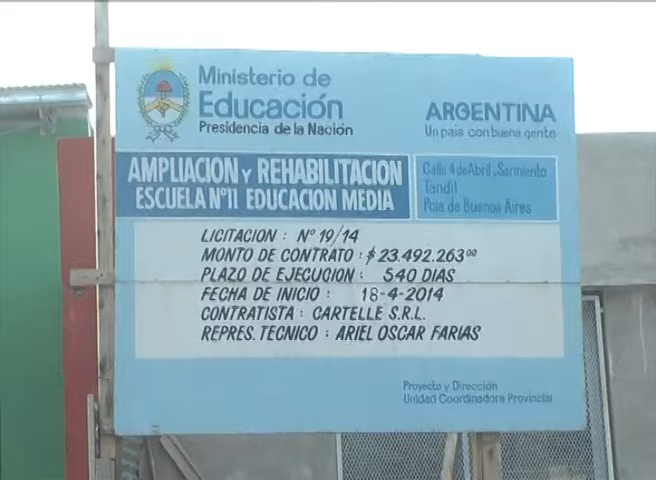 Ministerio de
Educación
Presidencia de la Nación
ARGENTINA
Un pais con buena gente
AMPLIACION Y REHABILITACION
ESCUELA Nº11 EDUCACION MEDIA
Calle 4 de Abril, Sarmiento
Tandil
Pcia de Buenos Aires
LICITACION : Nº 19/14
MONTO DE CONTRATO : $ 23.492.263⁰⁰
PLAZO DE EJECUCION : 540 DIAS
FECHA DE INICIO : 18-4-2014
CONTRATISTA : CARTELLE S.R.L.
REPRES. TECNICO : ARIEL OSCAR FARIAS
Proyecto y Dirección
Unidad Coordinadora Provincial